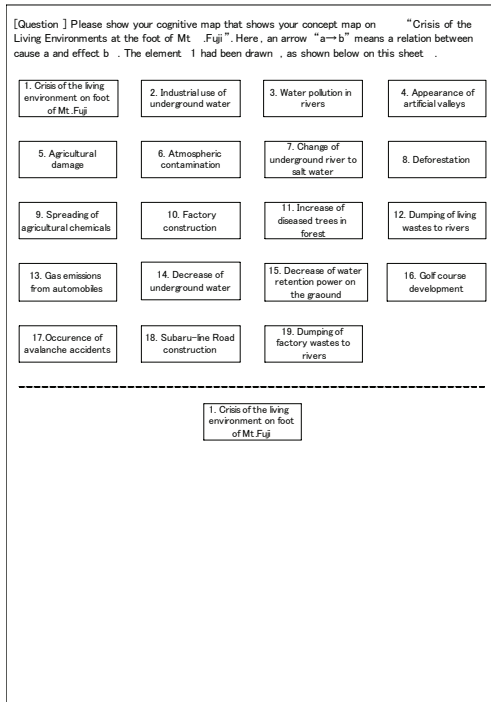 [Question ] Please show your cognitive map that shows your concept map on “Crisis of the
Living Environments at the foot of Mt .Fuji”. Here, an arrow “a→b” means a relation between
cause a and effect b . The element 1 had been drawn , as shown below on this sheet .
1. Crisis of the living
environment on foot
of Mt.Fuji
2. Industrial use of
underground water
3. Water pollution in
rivers
4. Appearance of
artificial valleys
5. Agricultural
damage
6. Atmospheric
contamination
7. Change of
underground river to
salt water
8. Deforestation
9. Spreading of
agricultural chemicals
10. Factory
construction
11. Increase of
diseased trees in
forest
12. Dumping of living
wastes to rivers
13. Gas emissions
from automobiles
14. Decrease of
underground water
15. Decrease of water
retention power on
the graound
16. Golf course
development
17.Occurence of
avalanche accidents
18. Subaru-line Road
construction
19. Dumping of
factory wastes to
rivers
1. Crisis of the living
environment on foot
of Mt.Fuji